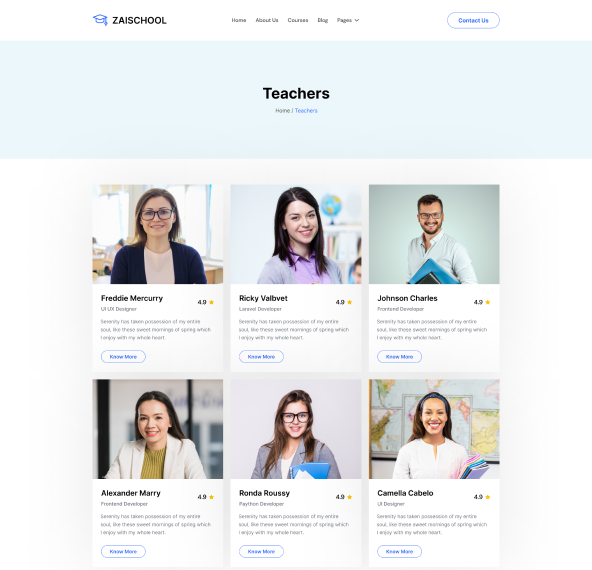 ZAISCHOOL
Home About Us Courses Blog Pages
Contact Us
Teachers
Home / Teachers
Freddie Mercurry
4.9
UI UX Designer
Serenity has taken possession of my entire
soul, like these sweet mornings of spring which
I enjoy with my whole heart.
Know More
Ricky Valbvet
4.9
Laravel Developer
Serenity has taken possession of my entire
soul, like these sweet mornings of spring which
I enjoy with my whole heart.
Know More
Johnson Charles
4.9
Frontend Developer
Serenity has taken possession of my entire
soul, like these sweet mornings of spring which
I enjoy with my whole heart.
Know More
Alexander Marry
4.9
Frontend Developer
Serenity has taken possession of my entire
soul, like these sweet mornings of spring which
I enjoy with my whole heart.
Know More
Ronda Roussy
4.9
Paython Developer
Serenity has taken possession of my entire
soul, like these sweet mornings of spring which
I enjoy with my whole heart.
Know More
Camella Cabelo
4.9
UI Designer
Serenity has taken possession of my entire
soul, like these sweet mornings of spring which
I enjoy with my whole heart.
Know More